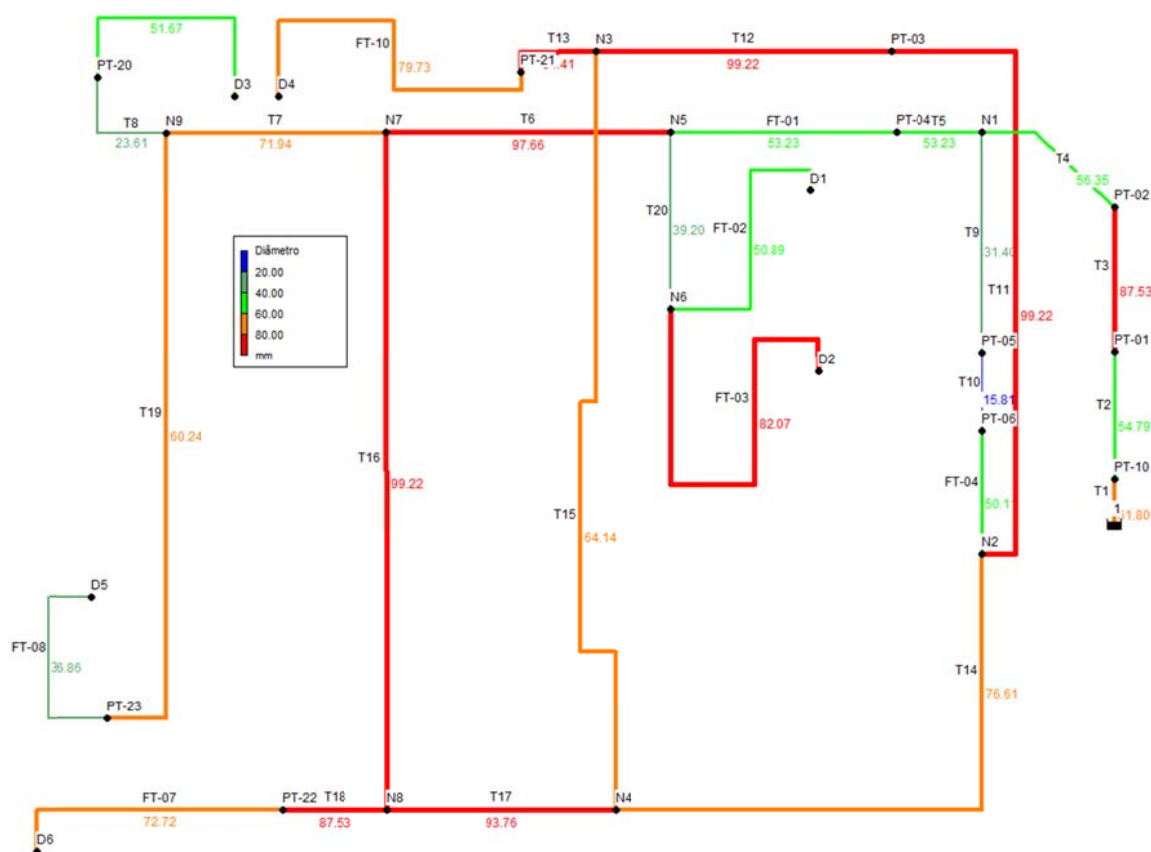 51.67
PT-20
D3
D4
FT-10
79.73
PT-21
T13
N3
T12
99.22
PT-03
T8
23.61
N9
T7
71.94
N7
T6
97.66
N5
FT-01
53.23
PT-04
T5
53.23
N1
T4
56.35
PT-02
D1
T20
39.20
FT-02
50.89
T9
31.40
T3
87.53
Diâmetro
20.00
40.00
60.00
80.00
mm
N6
T11
99.22
PT-05
PT-01
D2
T10
15.81
FT-03
82.07
T19
60.24
T2
54.79
PT-06
T16
99.22
T15
64.14
FT-04
PT-10
T1
1
N2
D5
FT-08
36.86
PT-23
T14
76.61
FT-07
72.72
PT-22
T18
87.53
N8
T17
93.76
N4
D6